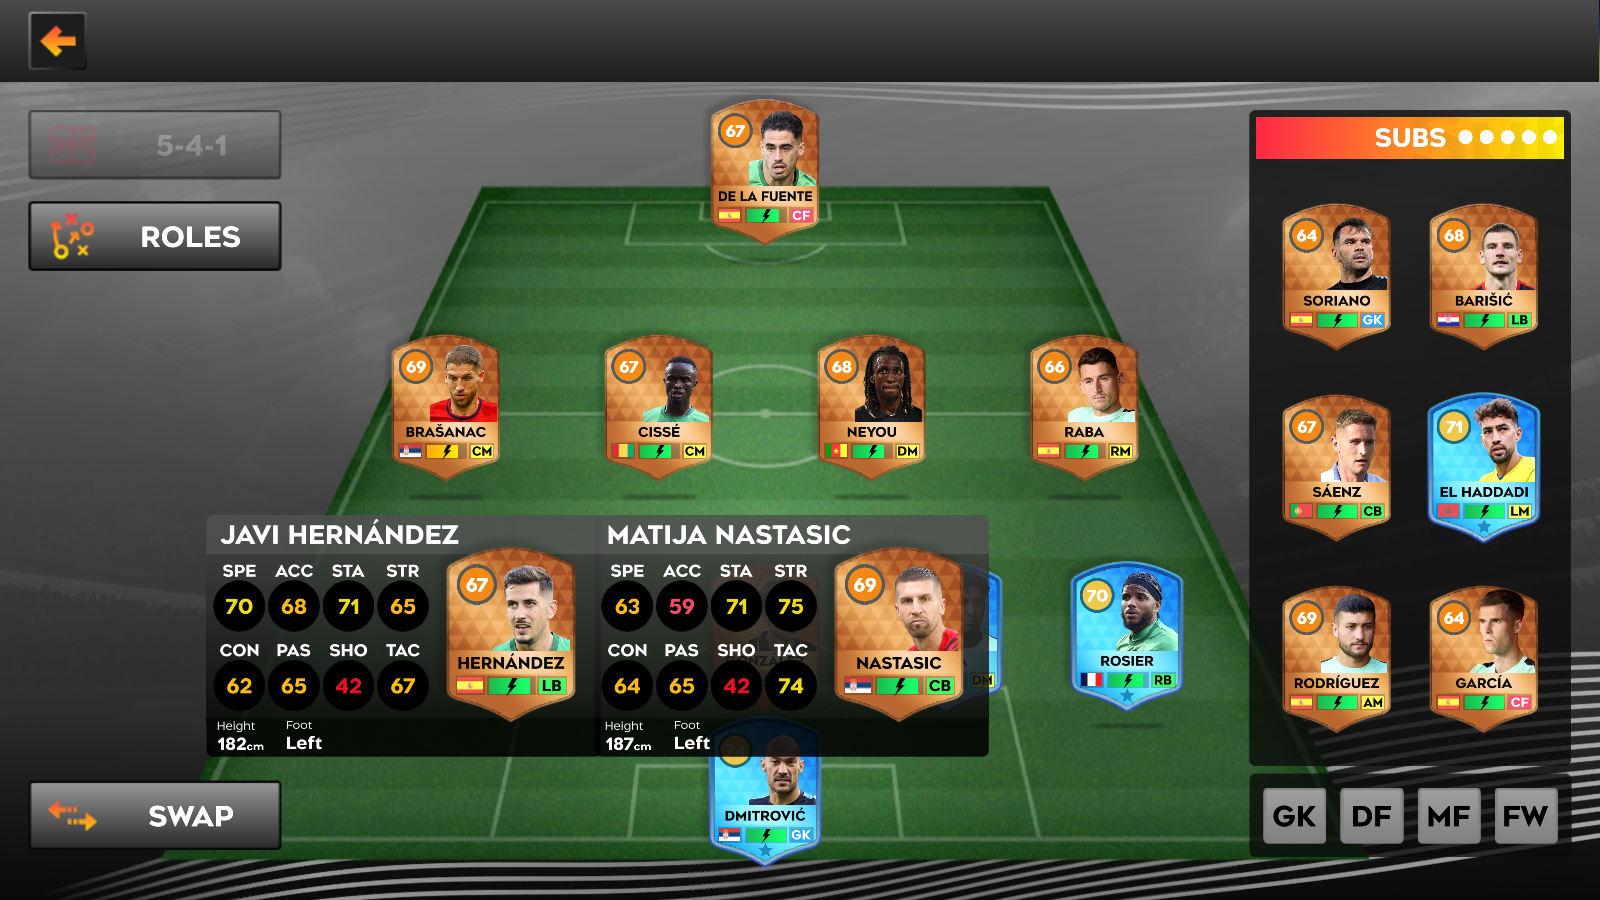 5-4-1
ROLES
67
DE LA FUENTE
CF
69
BRAŠANAC
CM
67
CISSÉ
CM
68
NEYOU
DM
66
RABA
RM
JAVI HERNÁNDEZ
SPE ACC STA STR
70 68 71 65
CON PAS SHO TAC
62 65 42 67
Height Foot
182cm Left
67
HERNÁNDEZ
LB
MATIJA NASTASIC
SPE ACC STA STR
63 59 71 75
CON PAS SHO TAC
64 65 42 74
Height Foot
187cm Left
69
NASTASIC
CB
DM
70
ROSIER
RB
74
DMITROVIĆ
GK
SWAP
SUBS
64
SORIANO
GK
68
BARIŠIĆ
LB
67
SÁENZ
CB
71
EL HADDADI
LM
69
RODRÍGUEZ
AM
64
GARCÍA
CF
GK DF MF FW